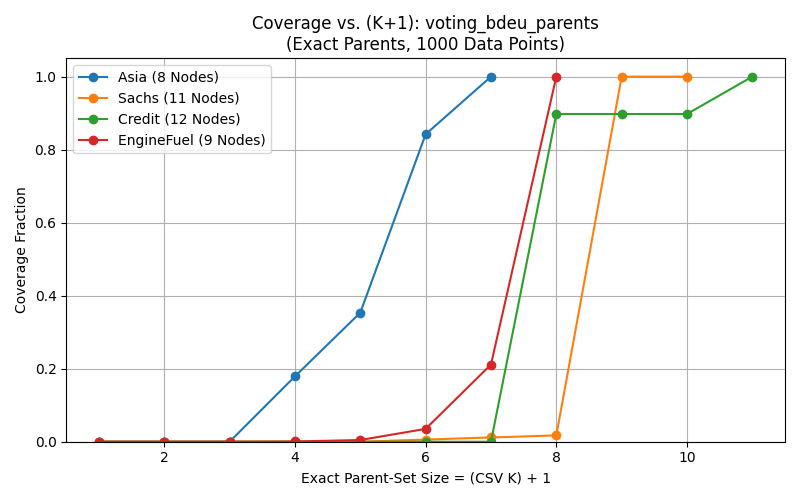 Coverage vs. (K+1): voting_bdeu_parents
(Exact Parents, 1000 Data Points)
Asia (8 Nodes)
Sachs (11 Nodes)
Credit (12 Nodes)
EngineFuel (9 Nodes)
Coverage Fraction
1.0
0.8
0.6
0.4
0.2
0.0
2
4
6
8
10
Exact Parent-Set Size = (CSV K) + 1